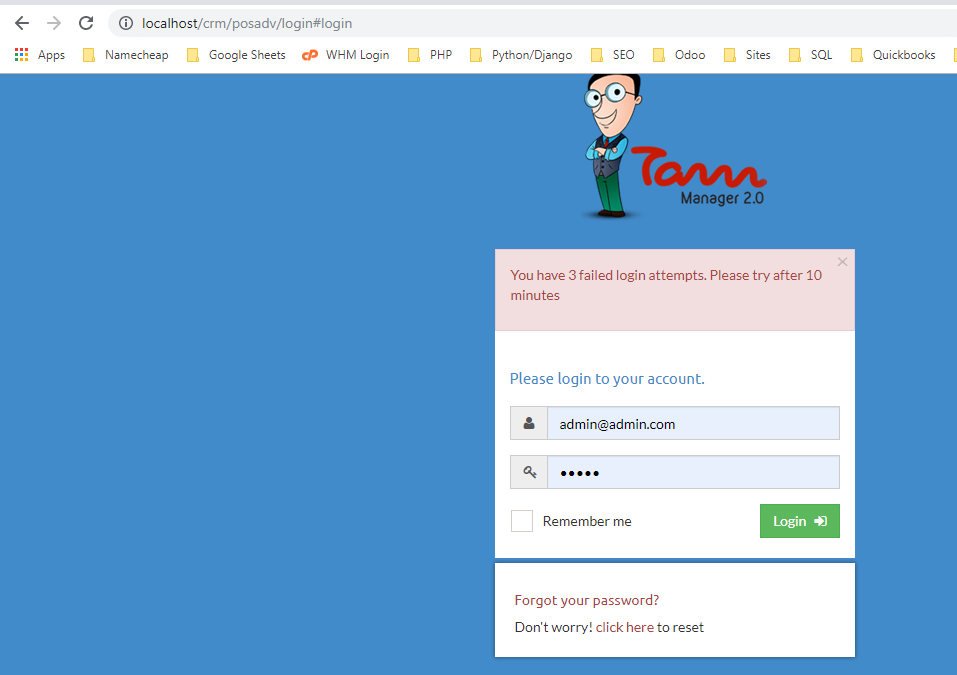 localhost/crm/posadv/login#login
Apps Namecheap Google Sheets cP WHM Login PHP Python/Django SEO Odoo Sites SQL Quickbooks
Tann
Manager 2.0
You have 3 failed login attempts. Please try after 10
minutes
Please login to your account.
admin@admin.com
Remember me
Login
Forgot your password?
Don't worry! click here to reset